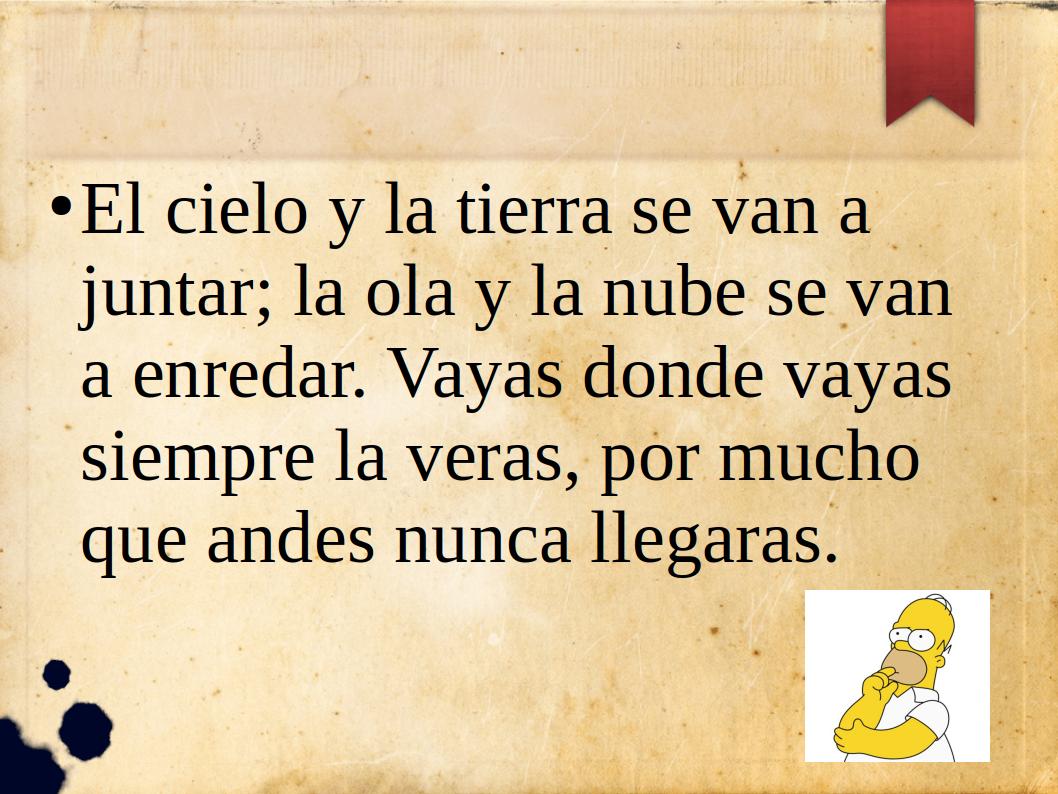 •El cielo y la tierra se van a
juntar; la ola y la nube se van
a enredar. Vayas donde vayas
siempre la veras, por mucho
que andes nunca llegaras.